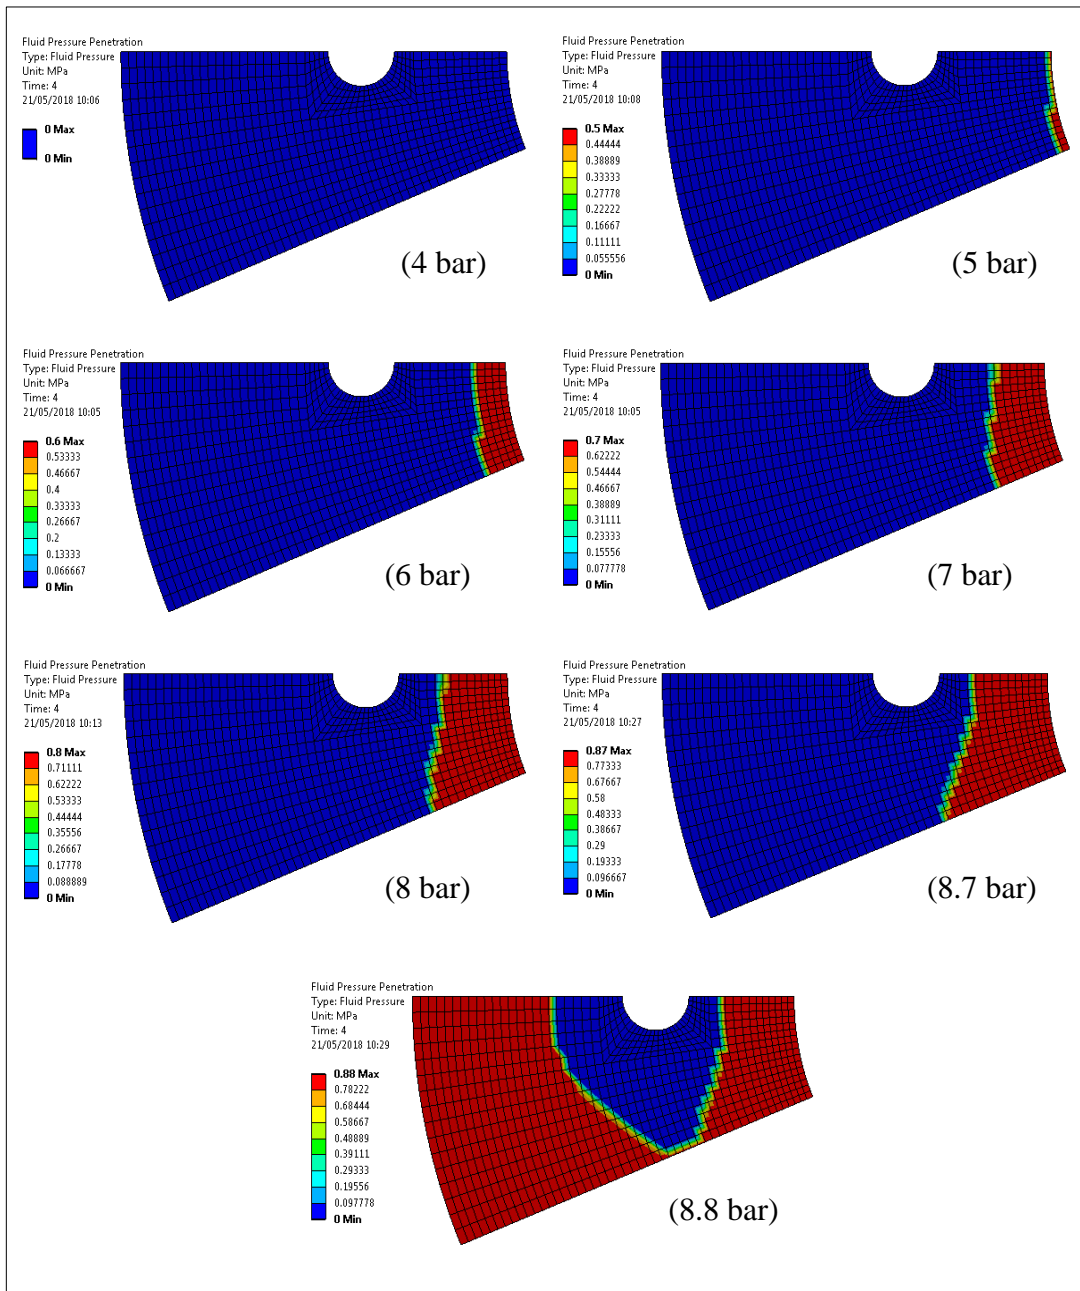 Fluid Pressure Penetration
Type: Fluid Pressure
Unit: MPa
Time: 4
21/05/2018 10:06
0 Max
0 Min
(4 bar)
Fluid Pressure Penetration
Type: Fluid Pressure
Unit: MPa
Time: 4
21/05/2018 10:08
0.5 Max
0.44444
0.38889
0.33333
0.27778
0.22222
0.16667
0.11111
0.055556
0 Min
(5 bar)
Fluid Pressure Penetration
Type: Fluid Pressure
Unit: MPa
Time: 4
21/05/2018 10:05
0.6 Max
0.53333
0.46667
0.4
0.33333
0.26667
0.2
0.13333
0.066667
0 Min
(6 bar)
Fluid Pressure Penetration
Type: Fluid Pressure
Unit: MPa
Time: 4
21/05/2018 10:05
0.7 Max
0.62222
0.54444
0.46667
0.38889
0.31111
0.23333
0.15556
0.077778
0 Min
(7 bar)
Fluid Pressure Penetration
Type: Fluid Pressure
Unit: MPa
Time: 4
21/05/2018 10:13
0.8 Max
0.71111
0.62222
0.53333
0.44444
0.35556
0.26667
0.17778
0.088889
0 Min
(8 bar)
Fluid Pressure Penetration
Type: Fluid Pressure
Unit: MPa
Time: 4
21/05/2018 10:27
0.87 Max
0.77333
0.67667
0.58
0.48333
0.38667
0.29
0.19333
0.096667
0 Min
(8.7 bar)
Fluid Pressure Penetration
Type: Fluid Pressure
Unit: MPa
Time: 4
21/05/2018 10:29
0.88 Max
0.78222
0.68444
0.58667
0.48889
0.39111
0.29333
0.19556
0.097778
0 Min
(8.8 bar)